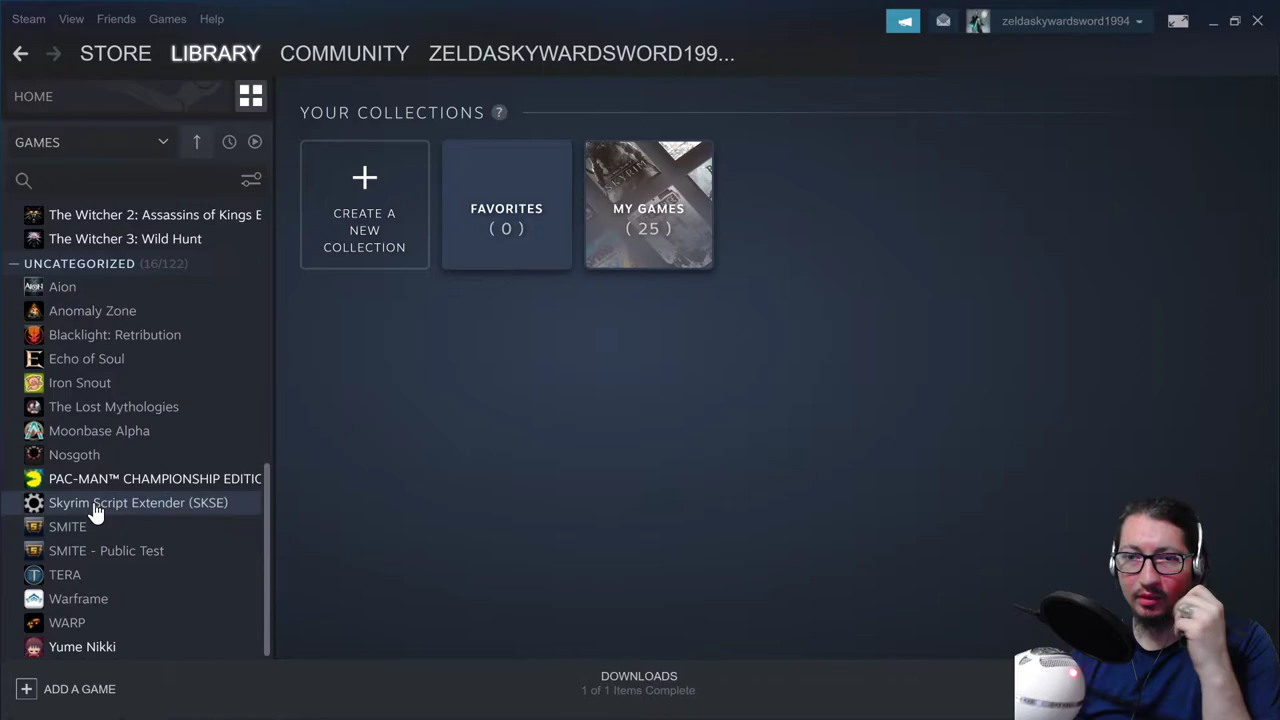 Steam View Friends Games Help
zeldaskywardsword1994
STORE LIBRARY COMMUNITY ZELDASKYWARDSWORD199...
HOME
GAMES
The Witcher 2: Assassins of Kings E
The Witcher 3: Wild Hunt
— UNCATEGORIZED (16/122)
Aion
Anomaly Zone
Blacklight: Retribution
Echo of Soul
Iron Snout
The Lost Mythologies
Moonbase Alpha
Nosgoth
PAC-MAN™ CHAMPIONSHIP EDITIO
Skyrim Script Extender (SKSE)
SMITE
SMITE - Public Test
TERA
Warframe
WARP
Yume Nikki
+ ADD A GAME
YOUR COLLECTIONS ?
+
CREATE A
NEW
COLLECTION
FAVORITES
( 0 )
SKYRIM
MY GAMES
( 25 )
DOWNLOADS
1 of 1 Items Complete